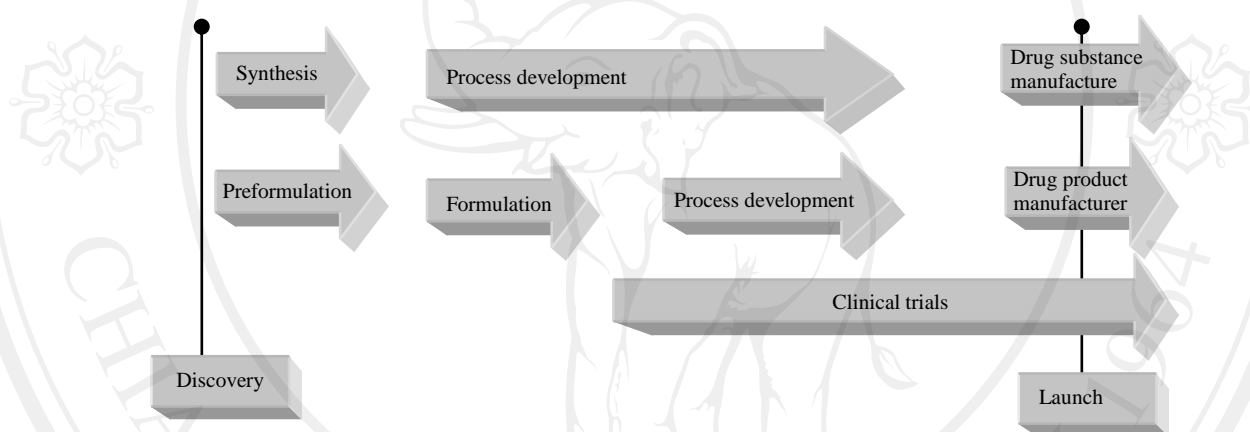 Synthesis
Process development
Drug substance
manufacture
Preformulation
Formulation
Process development
Drug product
manufacturer
Clinical trials
Discovery
Launch